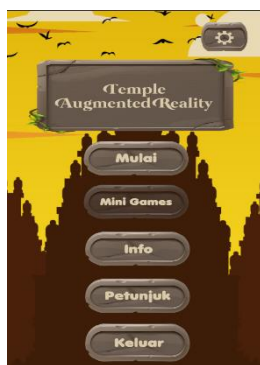 Temple
Augmented Reality
Mulai
Mini Games
Info
Petunjuk
Keluar